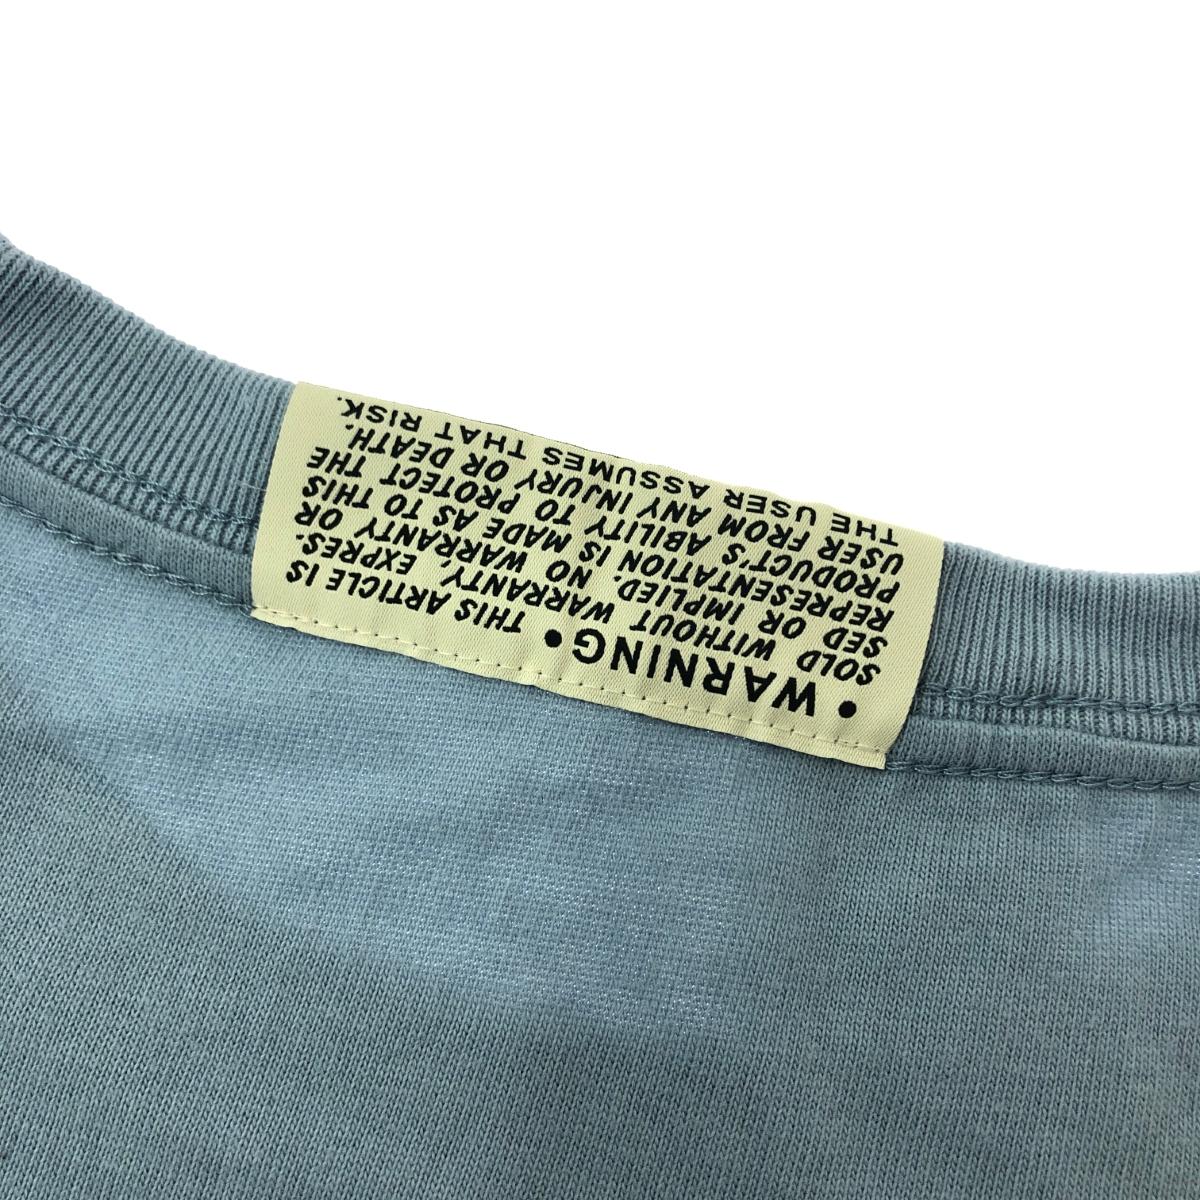 • WARNING • THIS ARTICLE IS
SOLD WITHOUT WARRANTY, EXPRES.
SED OR IMPLIED. NO WARRANTY OR
REPRESENTATION IS MADE AS TO THIS
PRODUCT'S ABILITY TO PROTECT THE
USER FROM ANY INJURY OR DEATH.
THE USER ASSUMES THAT RISK.